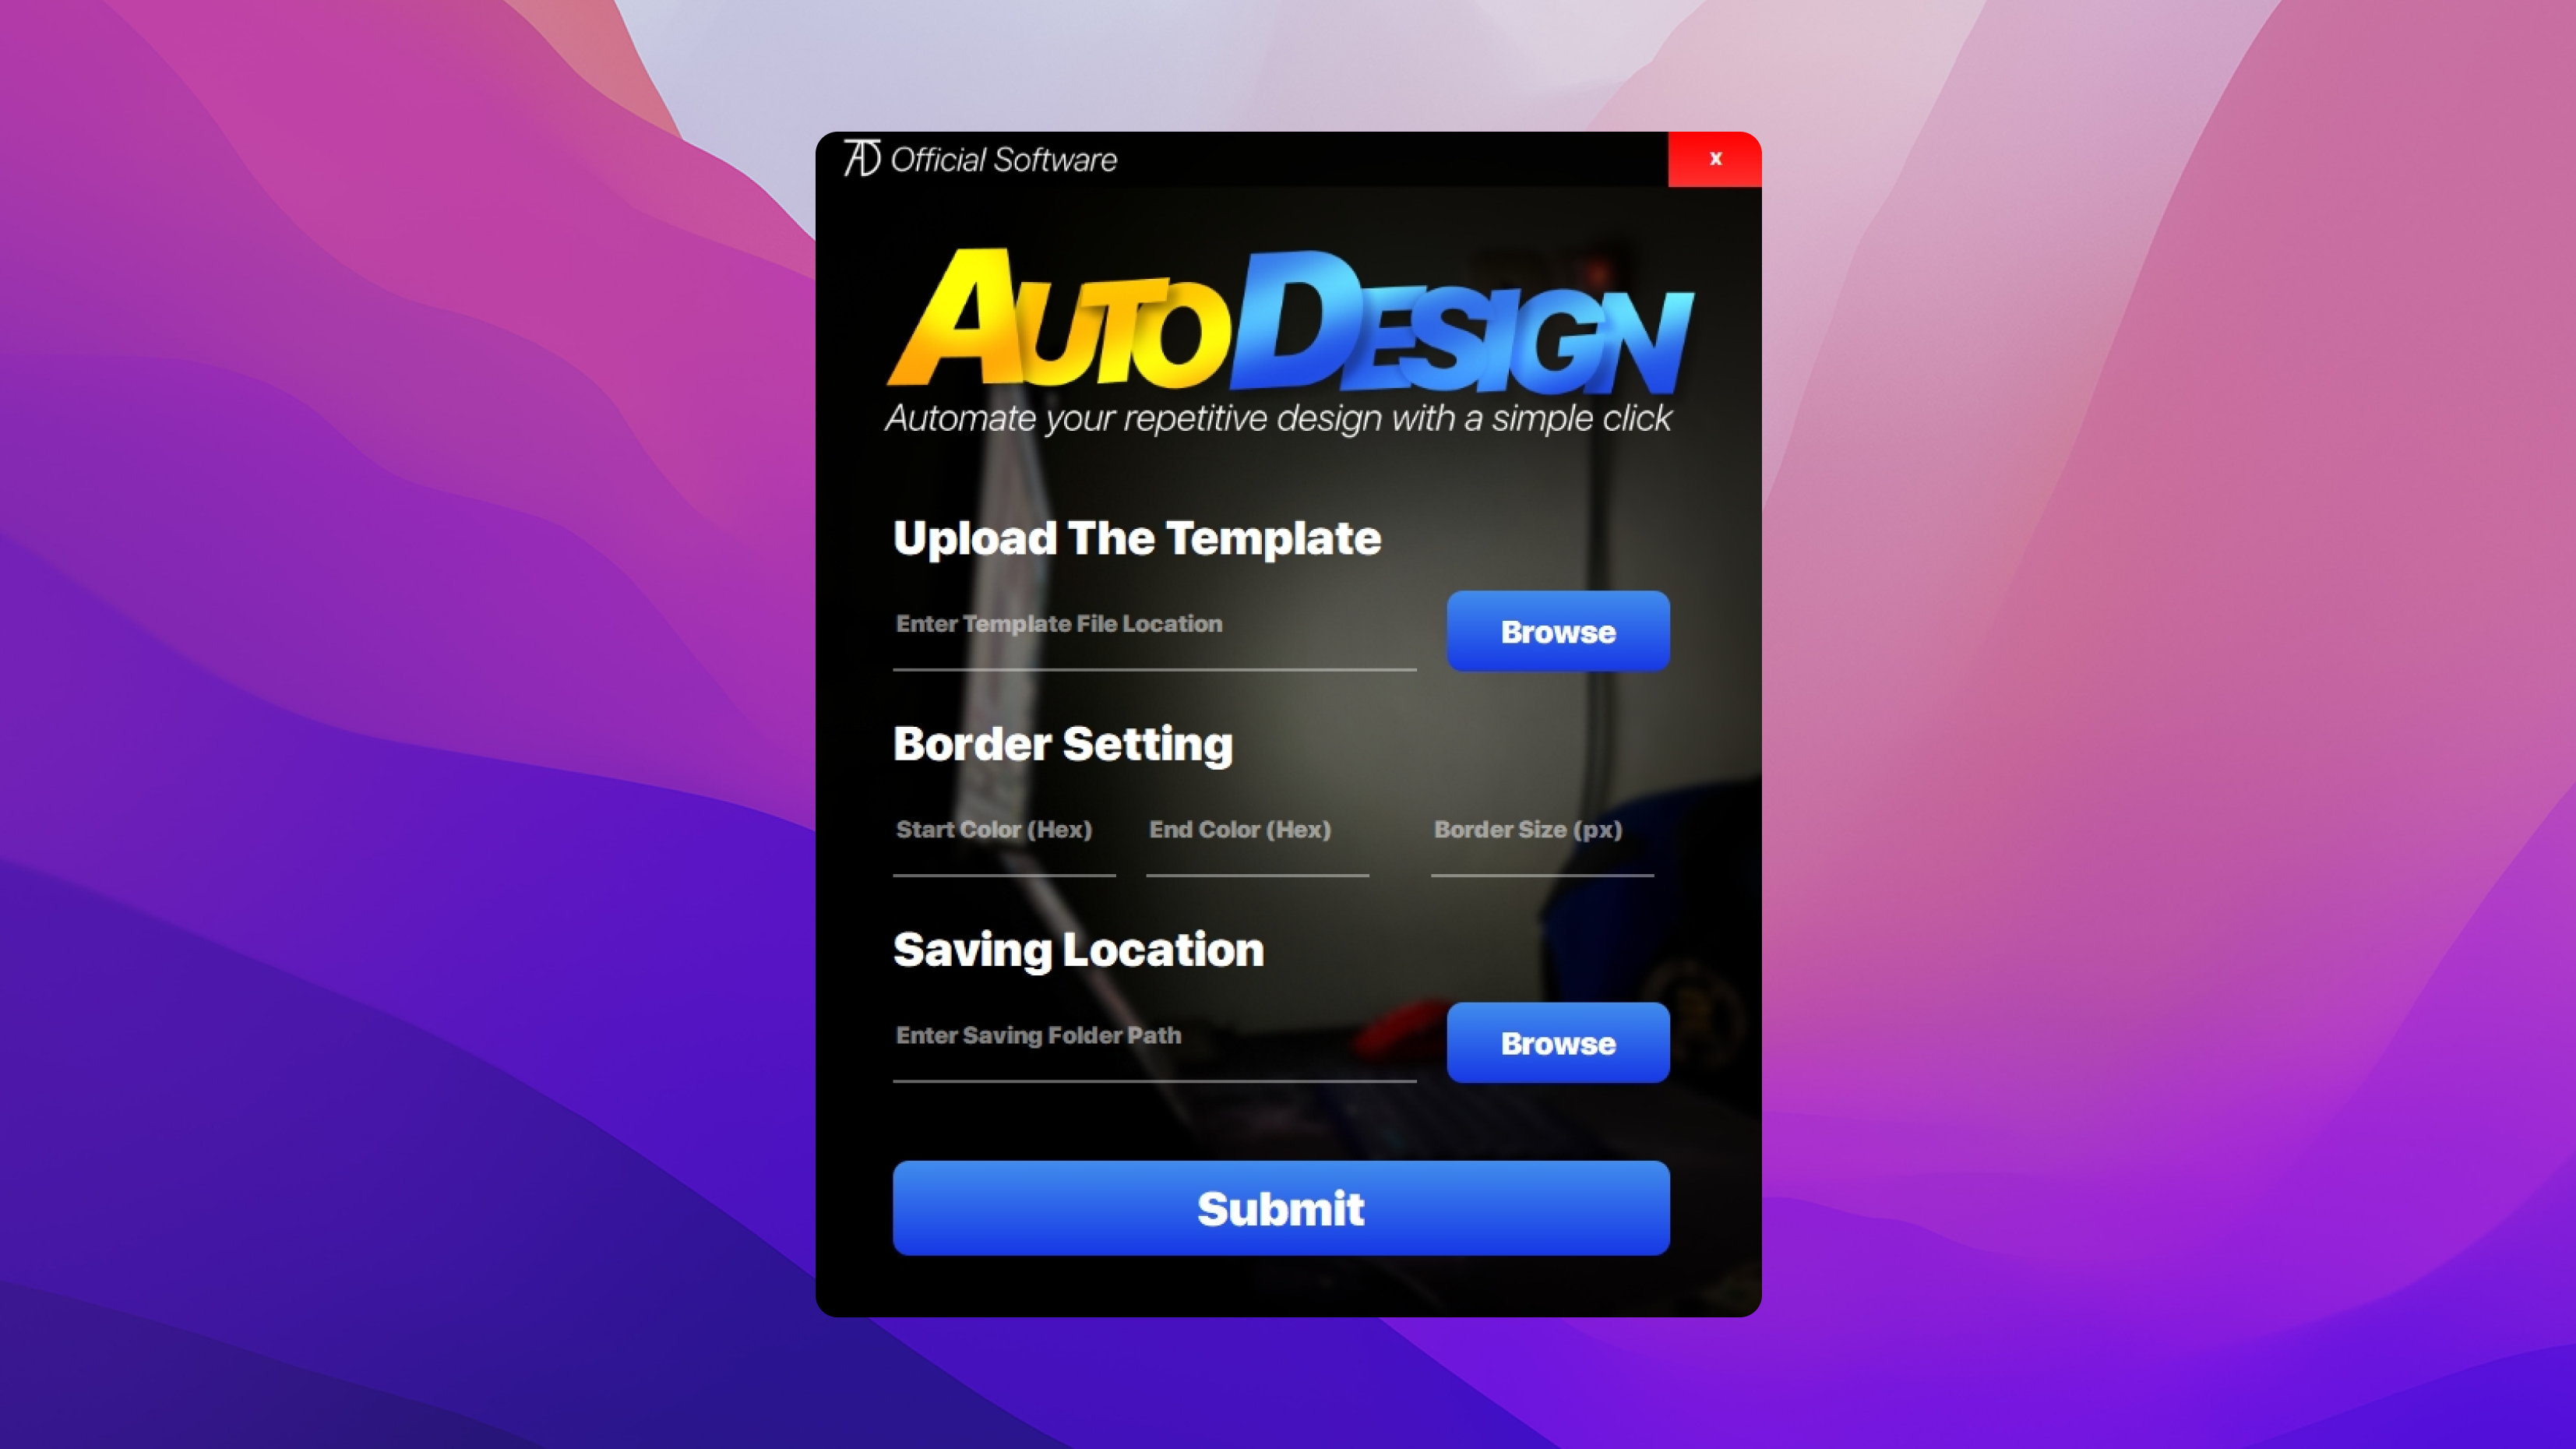 AD Official Software
x
AUTODESIGN
Automate your repetitive design with a simple click
Upload The Template
Enter Template File Location
Browse
Border Setting
Start Color (Hex) End Color (Hex) Border Size (px)
Saving Location
Enter Saving Folder Path
Browse
Submit